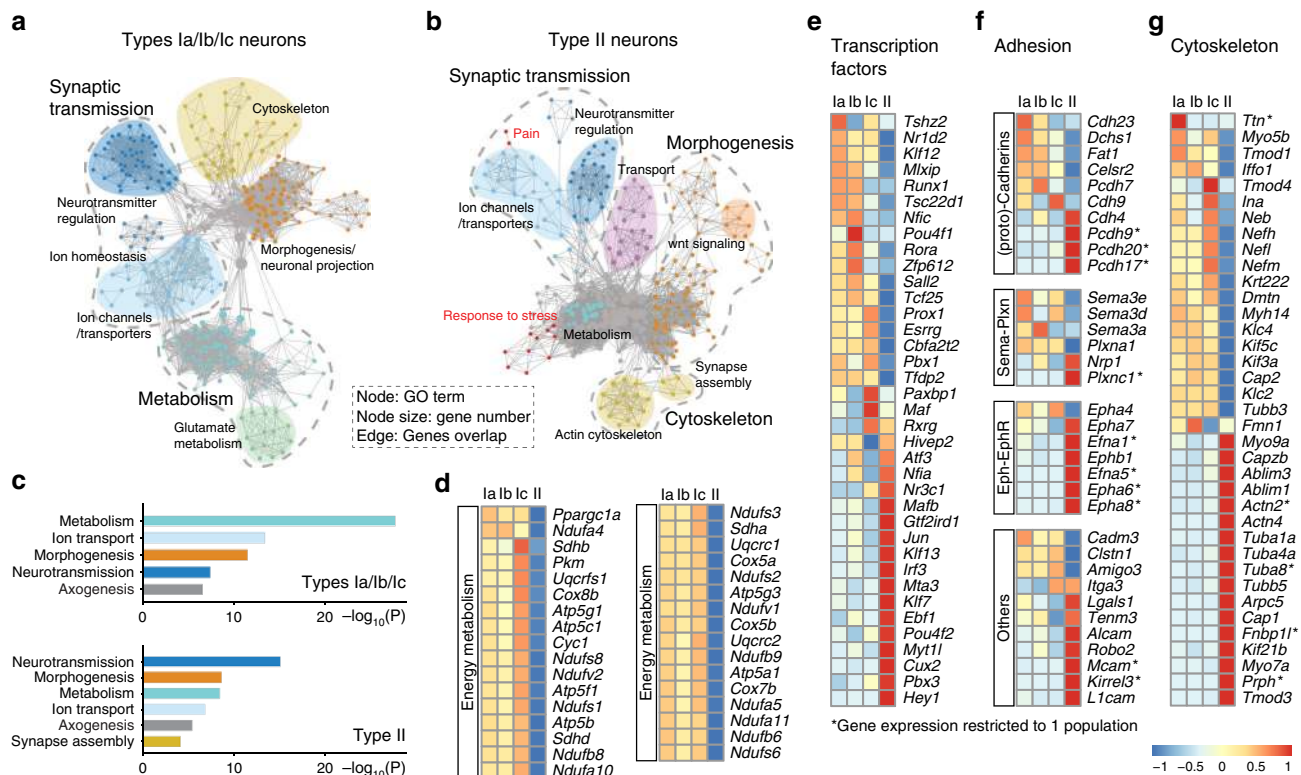 a
Types Ia/Ib/Ic neurons
Synaptic
transmission
Cytoskeleton
Neurotransmitter
regulation
Ion homeostasis
Morphogenesis/
neuronal projection
Ion channels
/transporters
Metabolism
Glutamate
metabolism
b
Type II neurons
Synaptic transmission
Neurotransmitter
regulation
Pain
Morphogenesis
Transport
Ion channels
/transporters
wnt signaling
Response to stress
Metabolism
Synapse
assembly
Cytoskeleton
Actin cytoskeleton
Node: GO term
Node size: gene number
Edge: Genes overlap
c
Metabolism
Ion transport
Morphogenesis
Neurotransmission
Axogenesis
Types Ia/Ib/Ic
0 10 20 −log10(P)
Neurotransmission
Morphogenesis
Metabolism
Ion transport
Axogenesis
Synapse assembly
Type II
0 10 20 −log10(P)
d
Ia Ib Ic II
Energy metabolism
Ppargc1a
Ndufa4
Sdhb
Pkm
Uqcrfs1
Cox8b
Atp5g1
Atp5c1
Cyc1
Ndufs8
Ndufv2
Atp5f1
Ndufs1
Atp5b
Sdhd
Ndufb8
Ndufa10
Ia Ib Ic II
Energy metabolism
Ndufs3
Sdha
Uqcrc1
Cox5a
Ndufs2
Atp5g3
Ndufv1
Cox5b
Uqcrc2
Ndufb9
Atp5a1
Cox7b
Ndufa5
Ndufa11
Ndufb6
Ndufs6
e
Transcription
factors
Ia Ib Ic II
Tshz2
Nr1d2
Klf12
Mlxip
Runx1
Tsc22d1
Nfic
Pou4f1
Rora
Zfp612
Sall2
Tcf25
Prox1
Esrrg
Cbfa2t2
Pbx1
Tfdp2
Paxbp1
Maf
Rxrg
Hivep2
Atf3
Nfia
Nr3c1
Mafb
Gtf2ird1
Jun
Klf13
Irf3
Mta3
Klf7
Ebf1
Pou4f2
Myt1l
Cux2
Pbx3
Hey1
f
Adhesion
Ia Ib Ic II
(proto)-Cadherins
Cdh23
Dchs1
Fat1
Celsr2
Pcdh7
Cdh9
Cdh4
Pcdh9*
Pcdh20*
Pcdh17*
Sema-Plxn
Sema3e
Sema3d
Sema3a
Plxna1
Nrp1
Plxnc1*
Eph-EphR
Epha4
Epha7
Efna1*
Ephb1
Efna5*
Epha6*
Epha8*
Others
Cadm3
Clstn1
Amigo3
Itga3
Lgals1
Tenm3
Alcam
Robo2
Mcam*
Kirrel3*
L1cam
*Gene expression restricted to 1 population
g
Cytoskeleton
Ia Ib Ic II
Ttn*
Myo5b
Tmod1
Iffo1
Tmod4
Ina
Neb
Nefh
Nefl
Nefm
Krt222
Dmtn
Myh14
Klc4
Kif5c
Kif3a
Cap2
Klc2
Tubb3
Fmn1
Myo9a
Capzb
Ablim3
Ablim1
Actn2*
Actn4
Tuba1a
Tuba4a
Tuba8*
Tubb5
Arpc5
Cap1
Fnbp1l*
Kif21b
Myo7a
Prph*
Tmod3
−1 −0.5 0 0.5 1